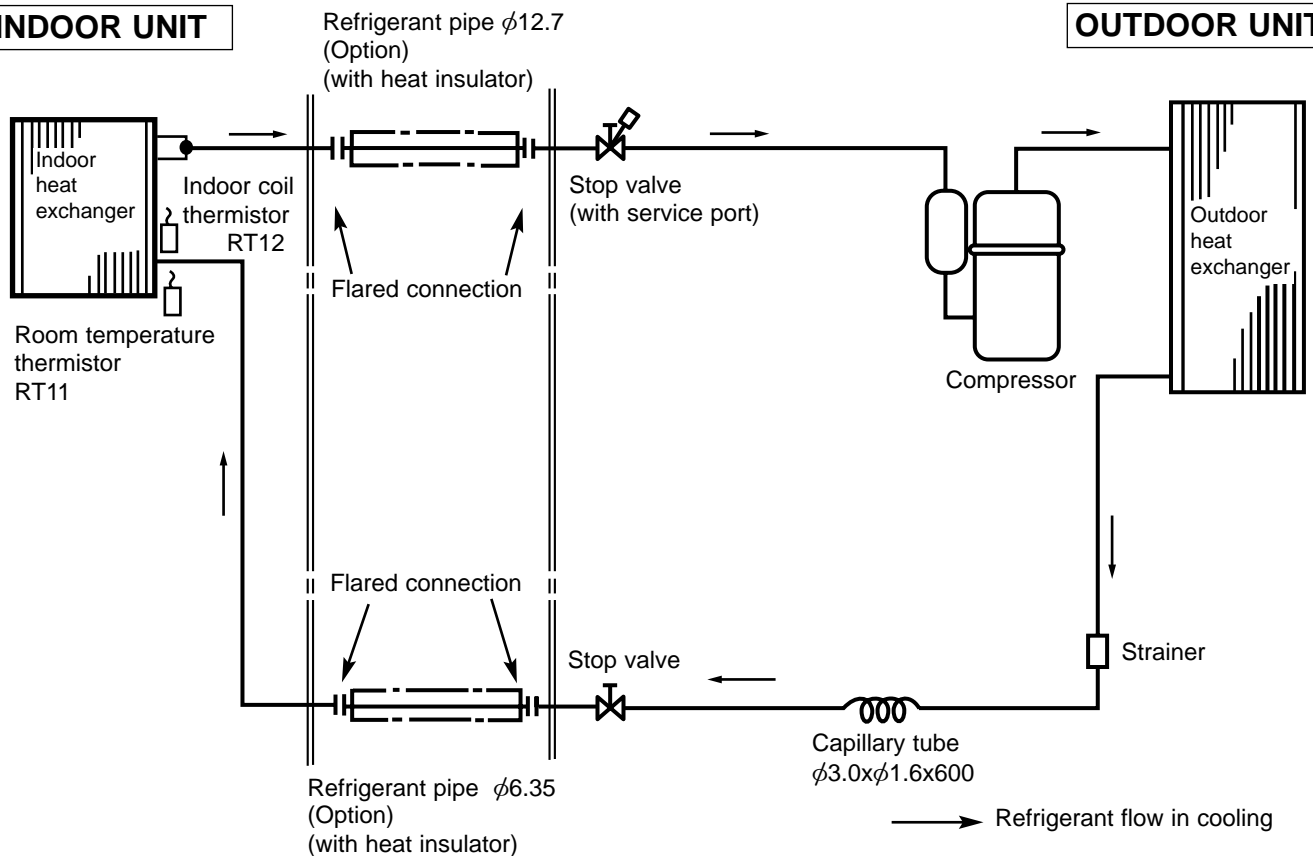 INDOOR UNIT
OUTDOOR UNIT
Refrigerant pipe ϕ12.7
(Option)
(with heat insulator)
Indoor
heat
exchanger
Indoor coil
thermistor
RT12
Stop valve
(with service port)
Outdoor
heat
exchanger
Flared connection
Room temperature
thermistor
RT11
Compressor
Flared connection
Stop valve
Strainer
Capillary tube
ϕ3.0xϕ1.6x600
Refrigerant pipe ϕ6.35
(Option)
(with heat insulator)
Refrigerant flow in cooling